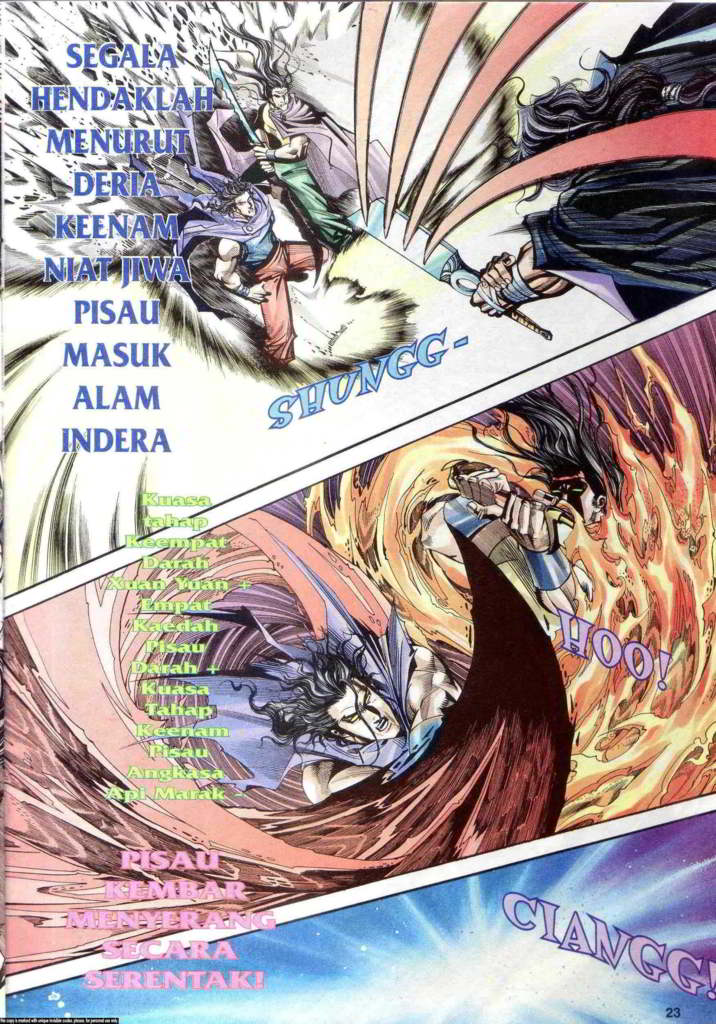 SEGALA
HENDAKLAH
MENURUT
DERIA
KEENAM
NIAT JIWA
PISAU
MASUK
ALAM
INDERA
SHUNGG -
Kuasa
tahap
Keempat
Darah
Xuan Yuan +
Empat
Kaedah
Pisau
Darah +
Kuasa
Tahap
Keenam
Pisau
Angkasa
Api Marak -
HOO!
PISAU
KEMBAR
MENYERANG
SECARA
SERENTAK!
CIANGG!
23